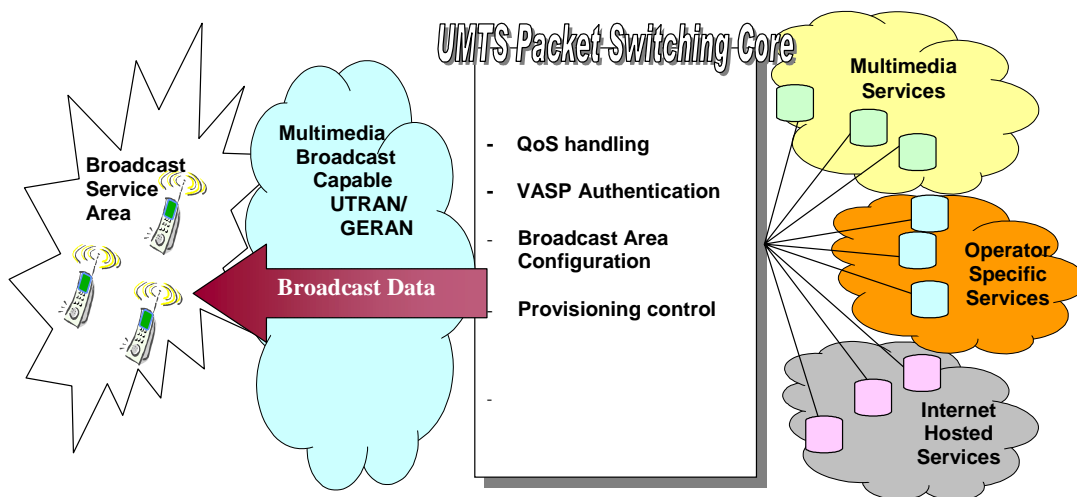 UMTS Packet Switching Core
Broadcast
Service
Area
Multimedia
Broadcast
Capable
UTRAN/
GERAN
Broadcast Data
- QoS handling
- VASP Authentication
- Broadcast Area
Configuration
- Provisioning control
-
Multimedia
Services
Operator
Specific
Services
Internet
Hosted
Services